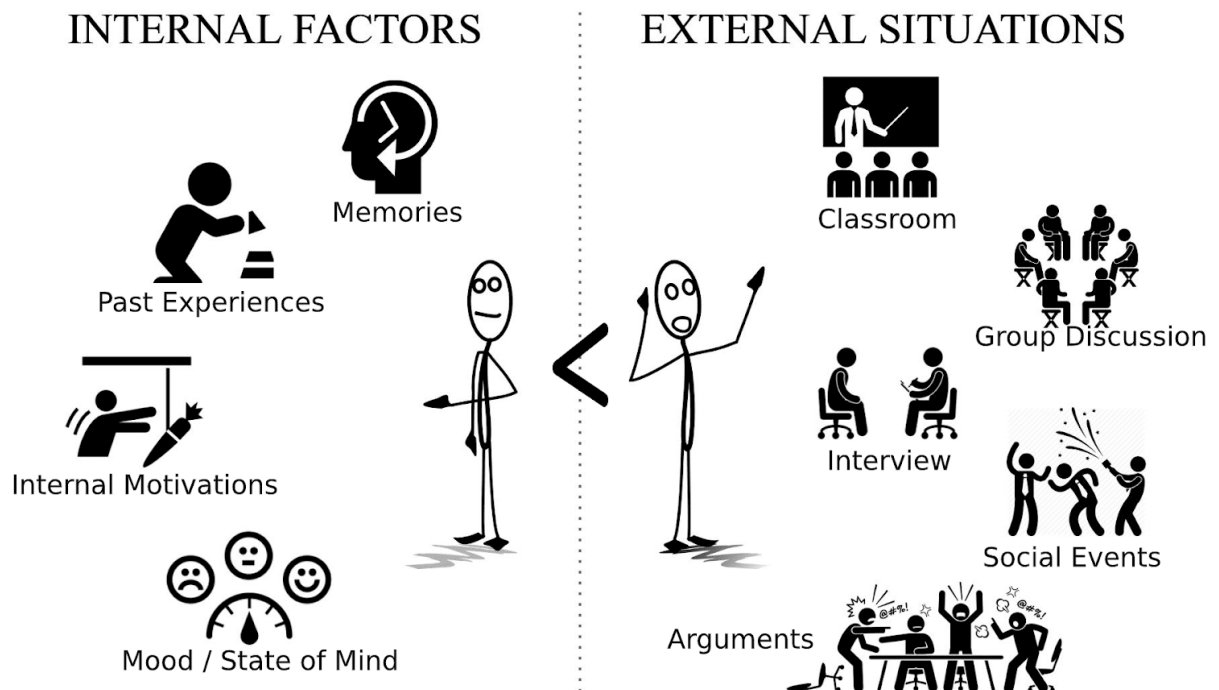 INTERNAL FACTORS
Memories
Past Experiences
Internal Motivations
Mood / State of Mind
<
EXTERNAL SITUATIONS
Classroom
Group Discussion
Interview
Social Events
Arguments
@#%!
@#%!